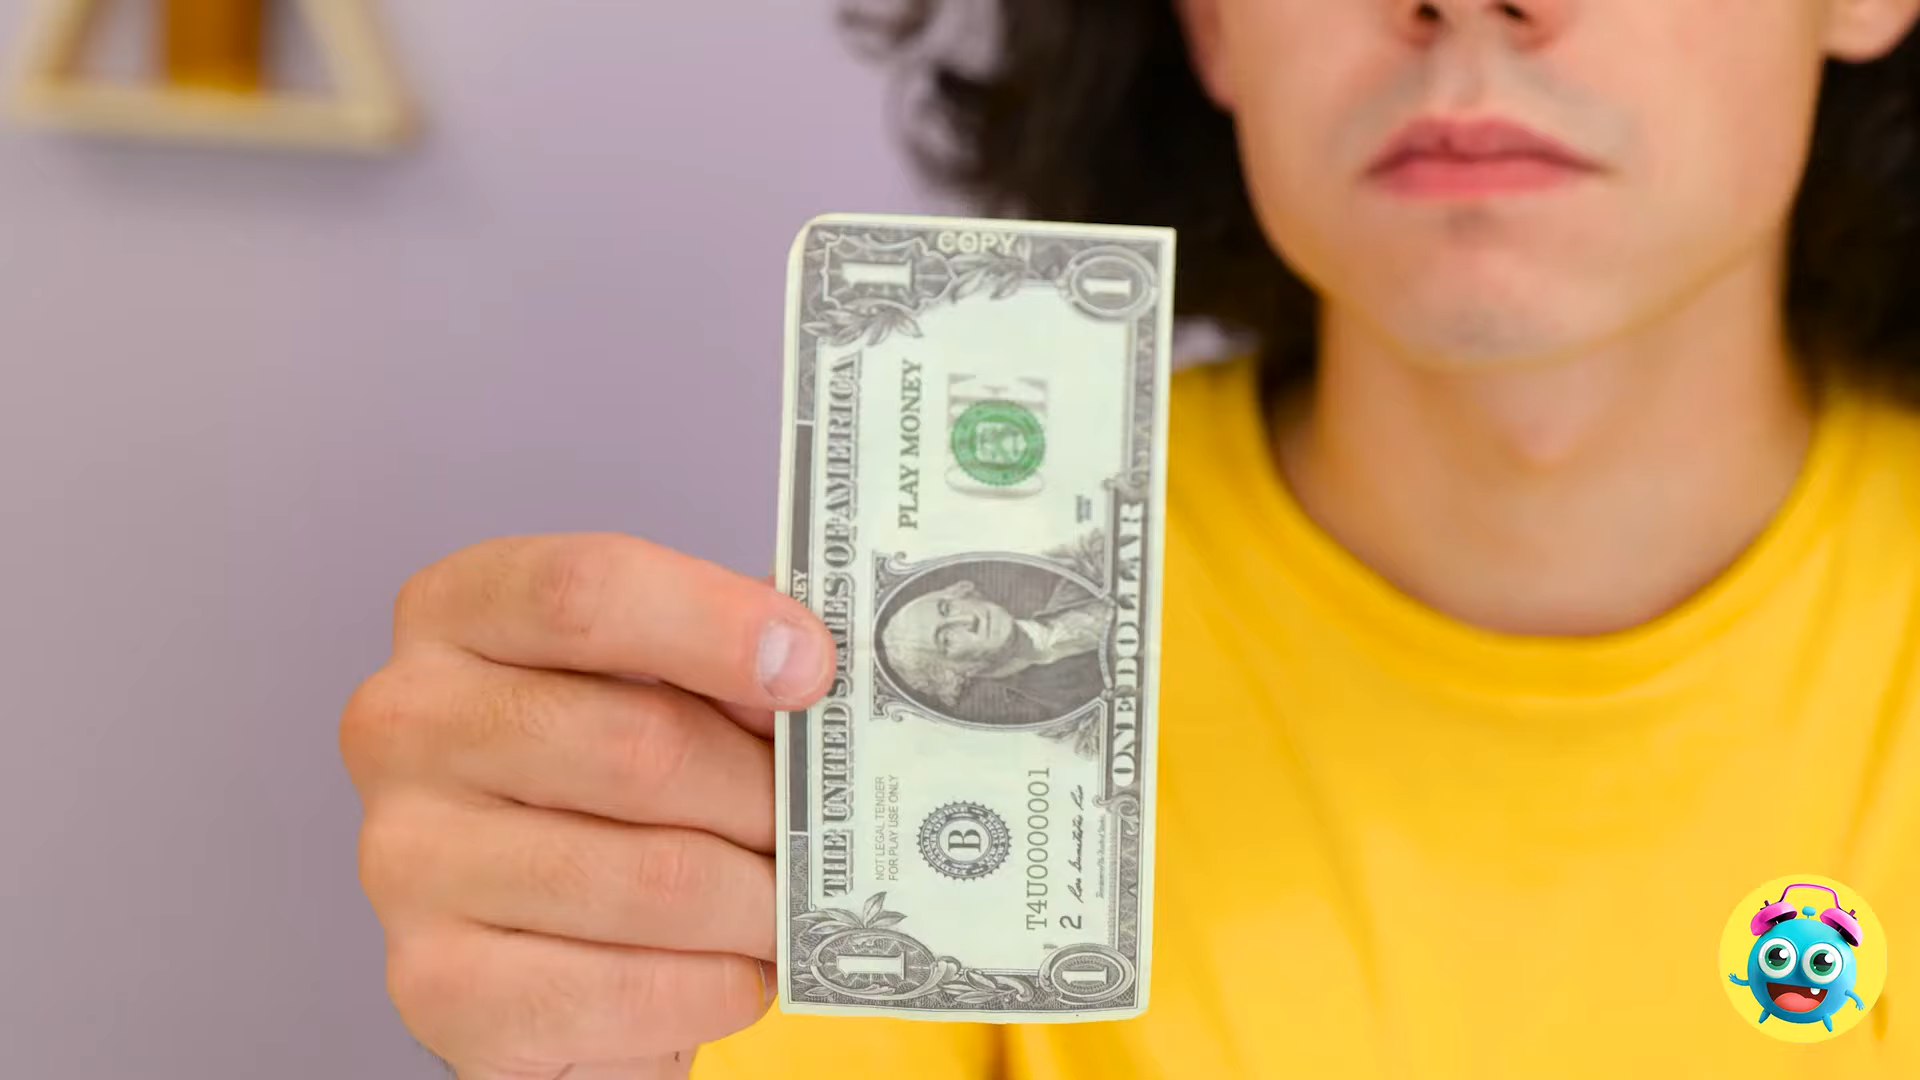 COPY
1
1
THE UNITED STATES OF AMERICA
PLAY MONEY
NOT LEGAL TENDER
FOR PLAY USE ONLY
B
T4U0000001
2
ONE DOLLAR
1
1